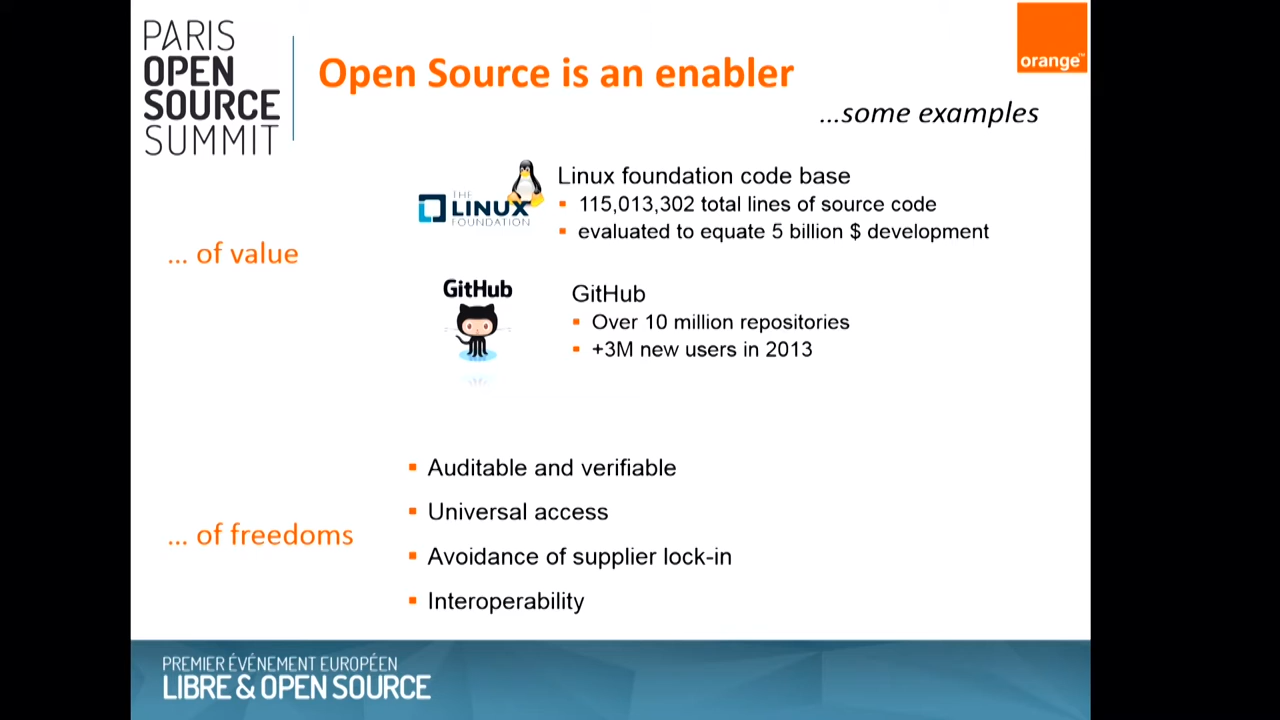 PARIS
OPEN
SOURCE
SUMMIT
Open Source is an enabler
...some examples
orange™
... of value
THE
LINUX
FOUNDATION
Linux foundation code base
▪ 115,013,302 total lines of source code
▪ evaluated to equate 5 billion $ development
GitHub
GitHub
▪ Over 10 million repositories
▪ +3M new users in 2013
... of freedoms
▪ Auditable and verifiable
▪ Universal access
▪ Avoidance of supplier lock-in
▪ Interoperability
PREMIER ÉVÉNEMENT EUROPÉEN
LIBRE & OPEN SOURCE